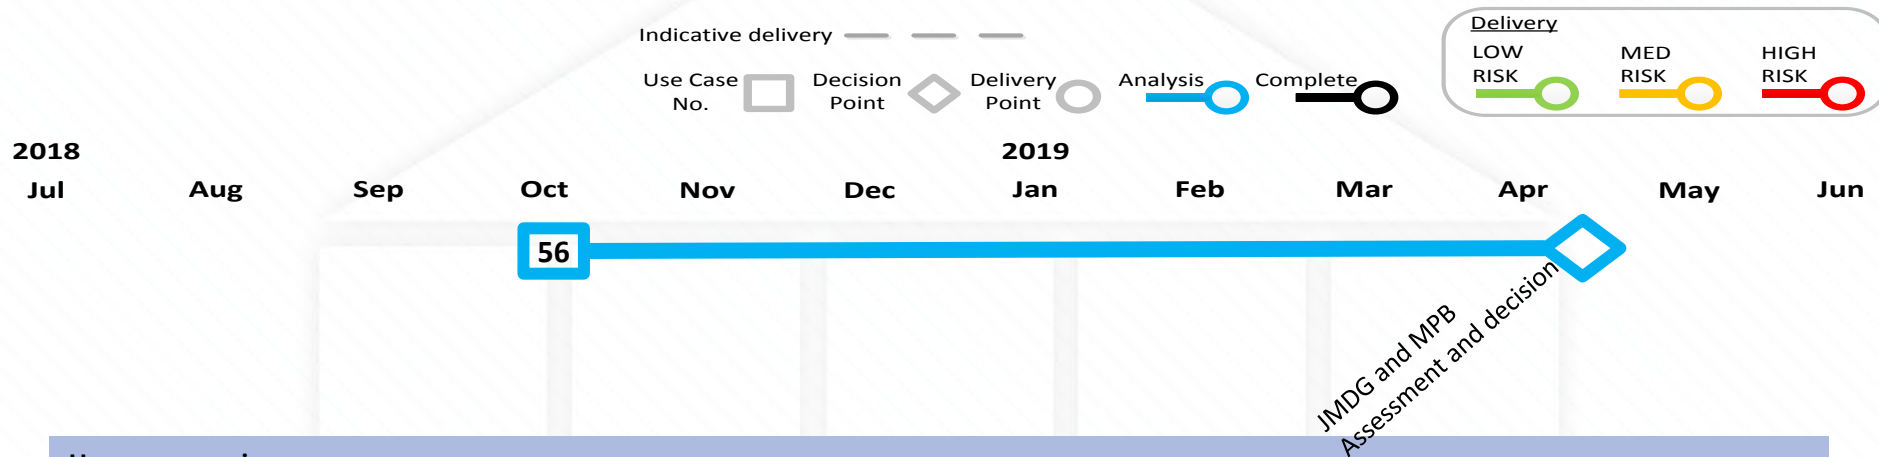 Indicative delivery
Use Case
No.
Decision
Point
Delivery
Point
Analysis
Complete
Delivery
LOW
RISK
MED
RISK
HIGH
RISK
2018
2019
Jul Aug Sep Oct Nov Dec Jan Feb Mar Apr May Jun
56
JMDG and MPB
Assessment and decision